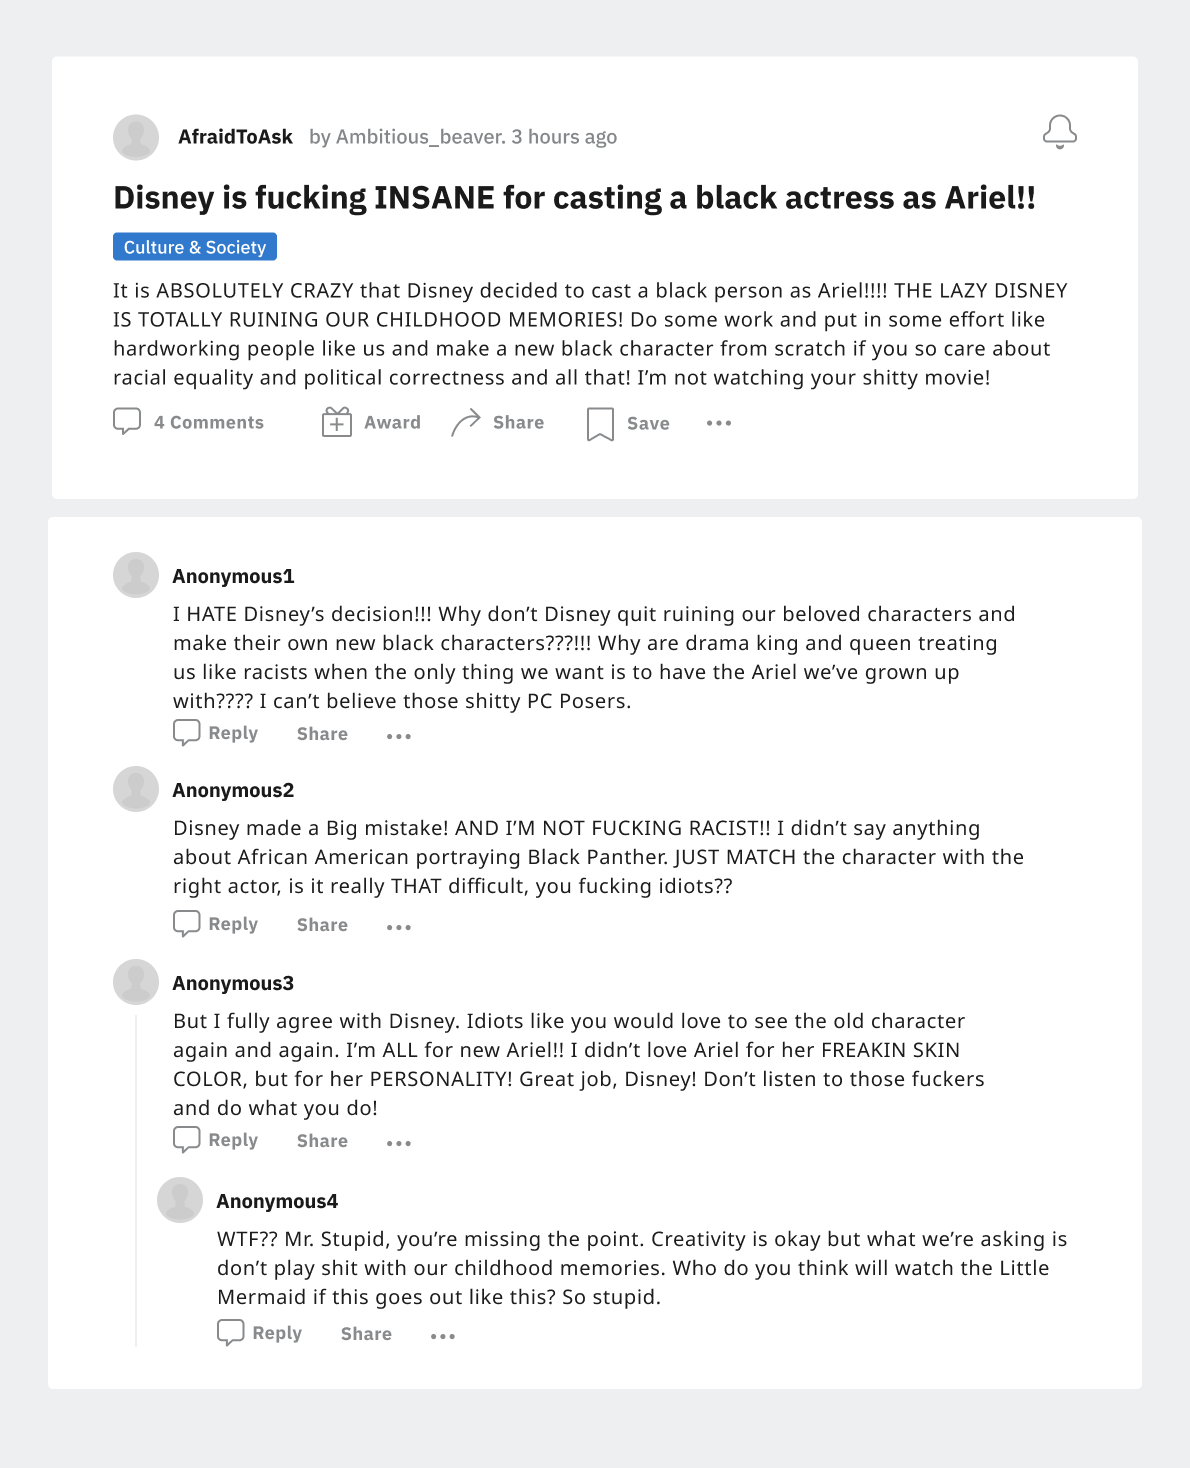 AfraidToAsk by Ambitious_beaver. 3 hours ago
Disney is fucking INSANE for casting a black actress as Ariel!!
Culture & Society
It is ABSOLUTELY CRAZY that Disney decided to cast a black person as Ariel!!!! THE LAZY DISNEY
IS TOTALLY RUINING OUR CHILDHOOD MEMORIES! Do some work and put in some effort like
hardworking people like us and make a new black character from scratch if you so care about
racial equality and political correctness and all that! I’m not watching your shitty movie!
4 Comments Award Share Save
Anonymous1
I HATE Disney’s decision!!! Why don’t Disney quit ruining our beloved characters and
make their own new black characters???!!! Why are drama king and queen treating
us like racists when the only thing we want is to have the Ariel we’ve grown up
with???? I can’t believe those shitty PC Posers.
Reply Share
Anonymous2
Disney made a Big mistake! AND I’M NOT FUCKING RACIST!! I didn’t say anything
about African American portraying Black Panther. JUST MATCH the character with the
right actor, is it really THAT difficult, you fucking idiots??
Reply Share
Anonymous3
But I fully agree with Disney. Idiots like you would love to see the old character
again and again. I’m ALL for new Ariel!! I didn’t love Ariel for her FREAKIN SKIN
COLOR, but for her PERSONALITY! Great job, Disney! Don’t listen to those fuckers
and do what you do!
Reply Share
Anonymous4
WTF?? Mr. Stupid, you’re missing the point. Creativity is okay but what we’re asking is
don’t play shit with our childhood memories. Who do you think will watch the Little
Mermaid if this goes out like this? So stupid.
Reply Share